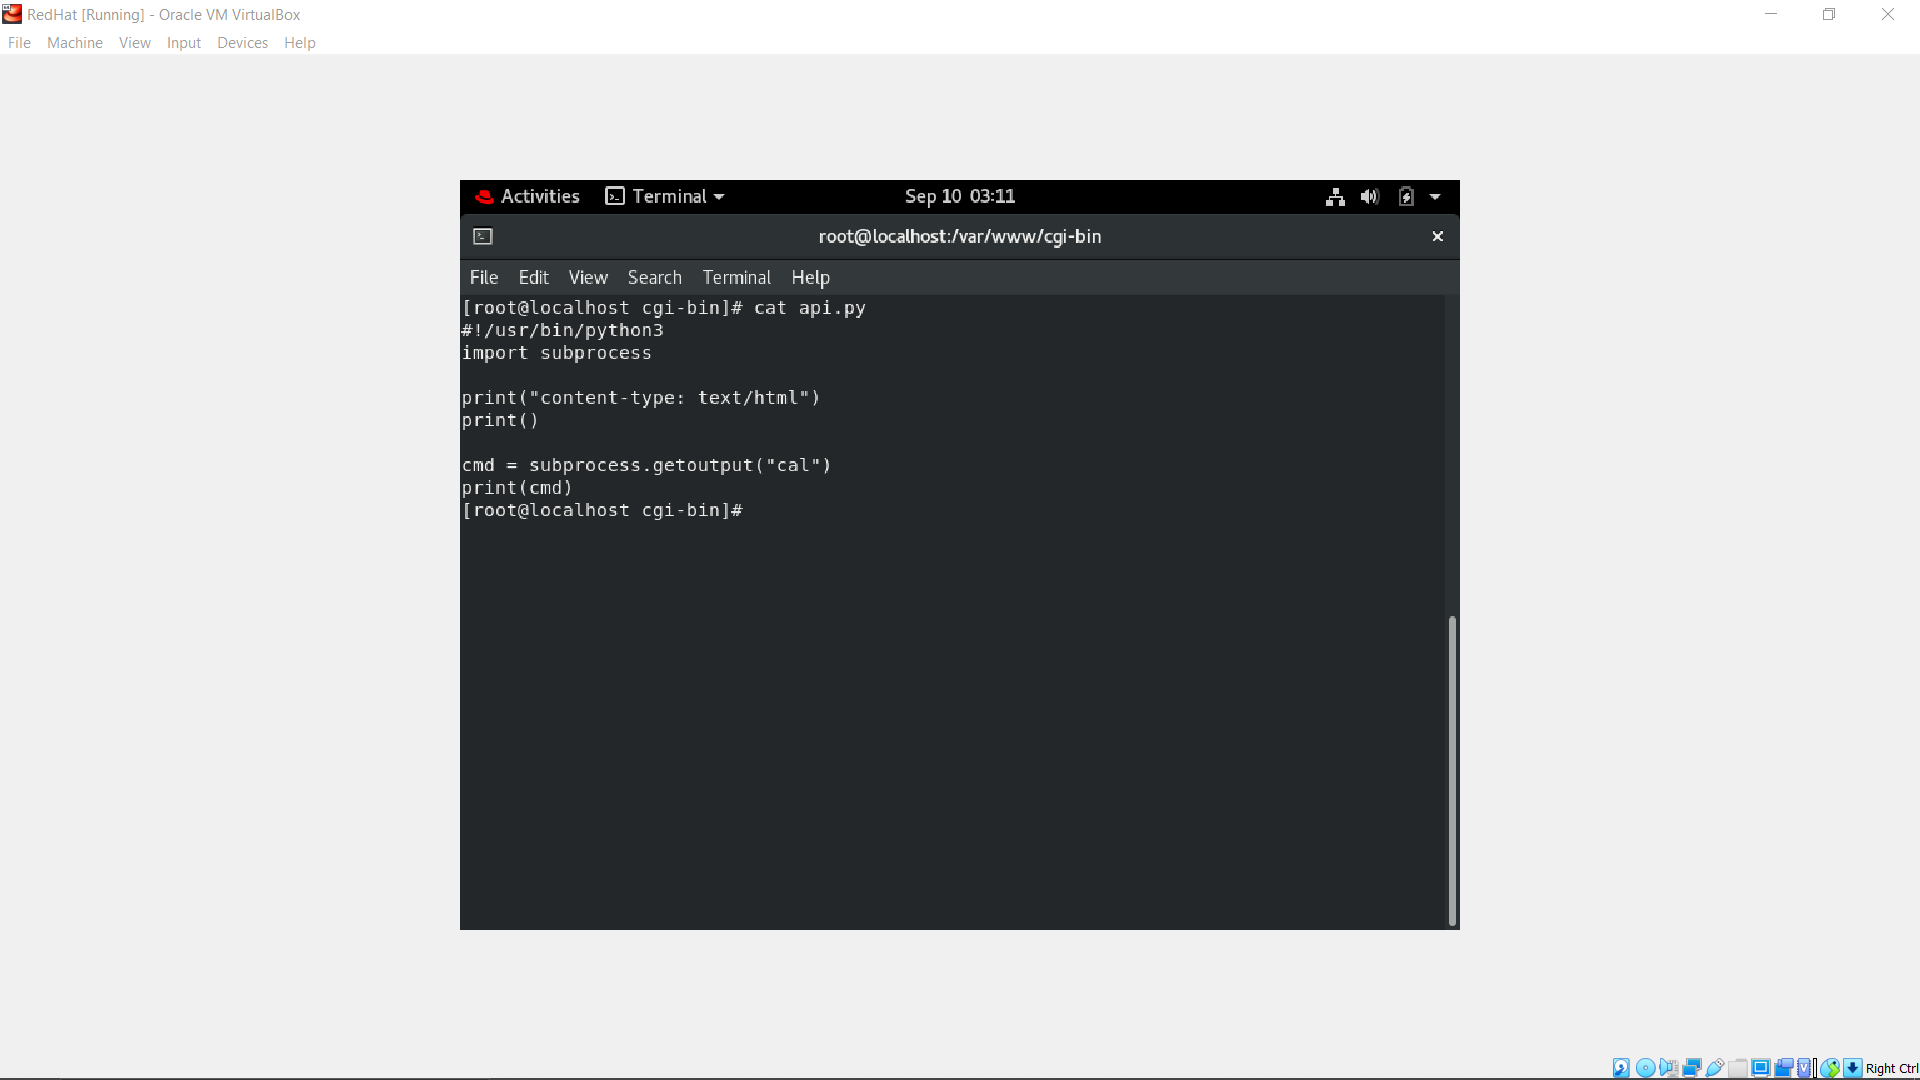 RedHat [Running] - Oracle VM VirtualBox
File Machine View Input Devices Help
Activities Terminal Sep 10 03:11
root@localhost:/var/www/cgi-bin
File Edit View Search Terminal Help
[root@localhost cgi-bin]# cat api.py
#!/usr/bin/python3
import subprocess
print("content-type: text/html")
print()
cmd = subprocess.getoutput("cal")
print(cmd)
[root@localhost cgi-bin]#
Right Ctrl